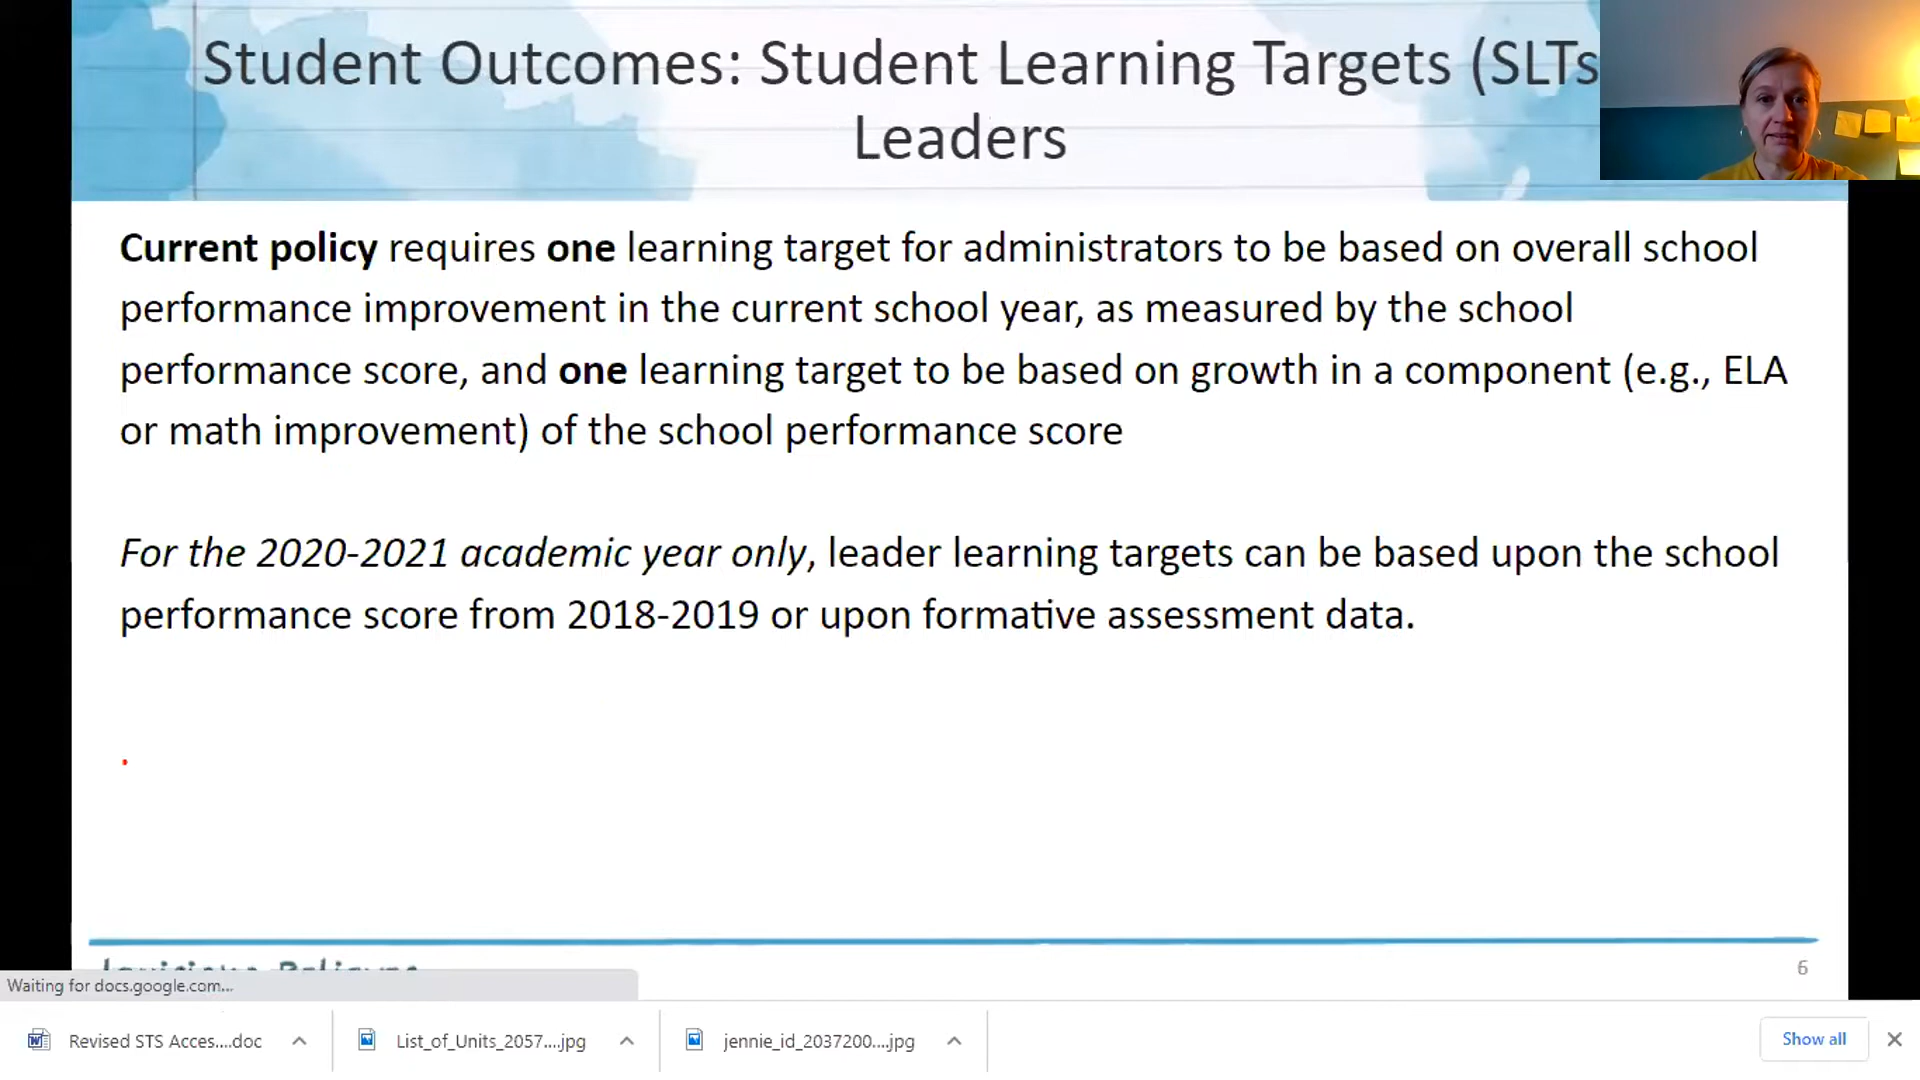 Student Outcomes: Student Learning Targets (SLTs
Leaders
Current policy requires one learning target for administrators to be based on overall school
performance improvement in the current school year, as measured by the school
performance score, and one learning target to be based on growth in a component (e.g., ELA
or math improvement) of the school performance score
For the 2020-2021 academic year only, leader learning targets can be based upon the school
performance score from 2018-2019 or upon formative assessment data.
Louisiana Believes
6
Waiting for docs.google.com...
Revised STS Acces....doc
List_of_Units_2057....jpg
jennie_id_2037200....jpg
Show all